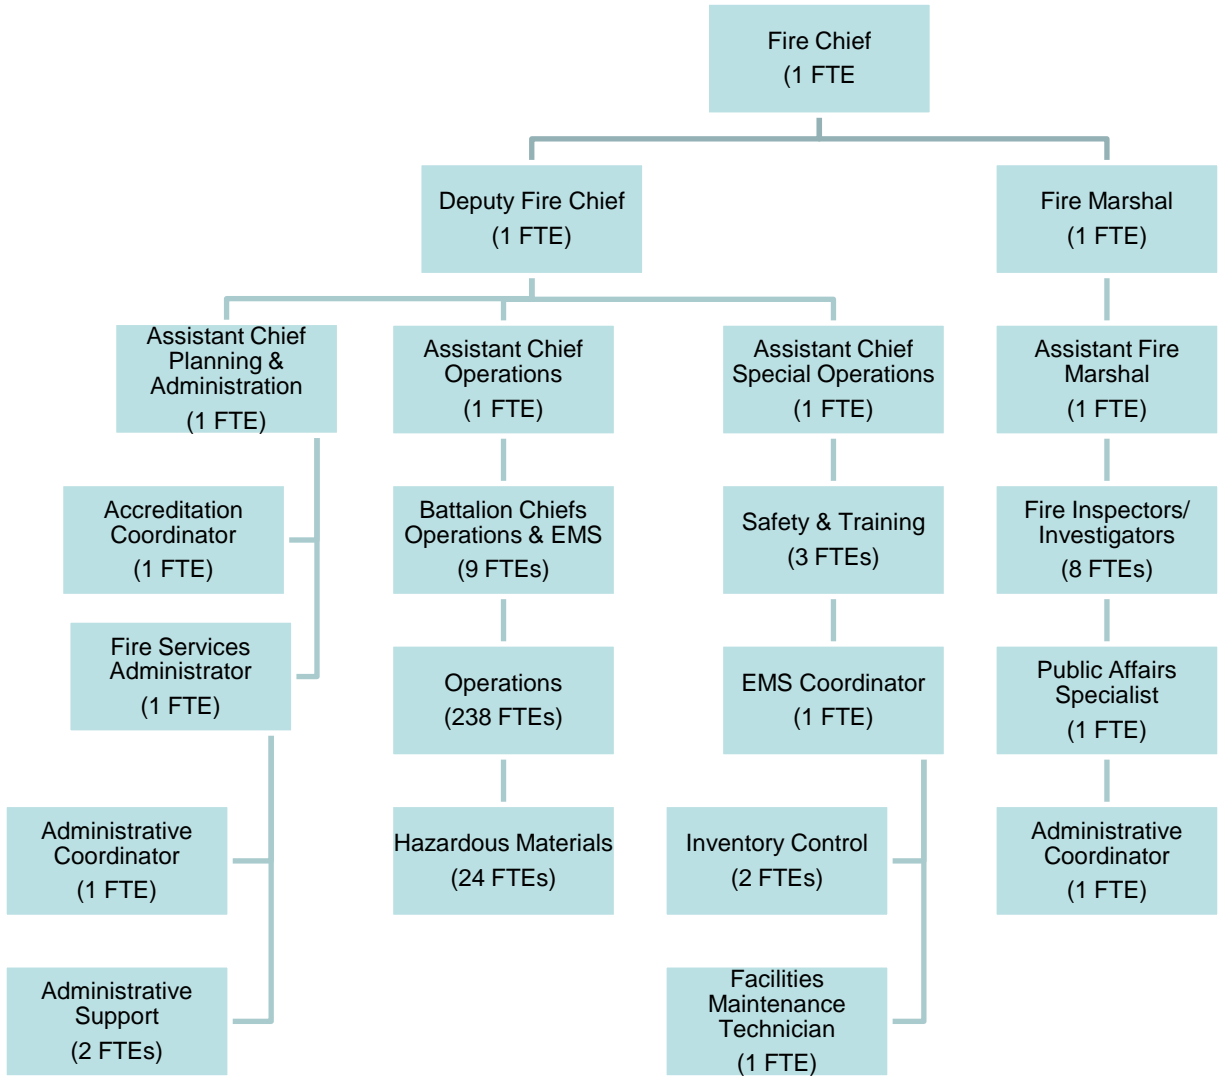 Fire Chief
(1 FTE
Deputy Fire Chief
(1 FTE)
Fire Marshal
(1 FTE)
Assistant Chief
Planning &
Administration
(1 FTE)
Assistant Chief
Operations
(1 FTE)
Assistant Chief
Special Operations
(1 FTE)
Assistant Fire
Marshal
(1 FTE)
Accreditation
Coordinator
(1 FTE)
Battalion Chiefs
Operations & EMS
(9 FTEs)
Safety & Training
(3 FTEs)
Fire Inspectors/
Investigators
(8 FTEs)
Fire Services
Administrator
(1 FTE)
Operations
(238 FTEs)
EMS Coordinator
(1 FTE)
Public Affairs
Specialist
(1 FTE)
Administrative
Coordinator
(1 FTE)
Hazardous Materials
(24 FTEs)
Inventory Control
(2 FTEs)
Administrative
Coordinator
(1 FTE)
Administrative
Support
(2 FTEs)
Facilities
Maintenance
Technician
(1 FTE)